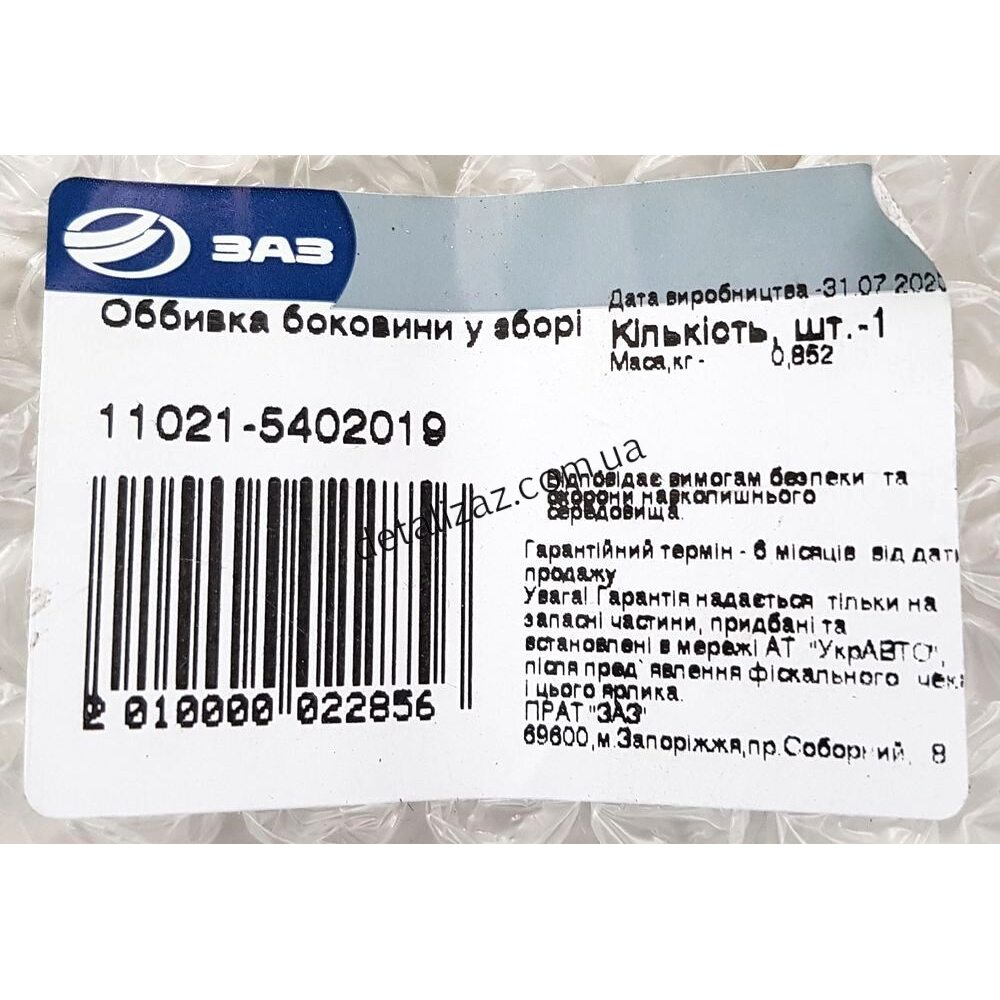 ЗАЗ
Оббивка боковини у зборі
Дата виробництва -31.07.2020
Кількість, шт.-1
Маса,кг - 0,852
11021-5402019
Відповідає вимогам безпеки та
охорони навколишнього
середовища.
Гарантійний термін - 6 місяців від дати
продажу
Увага! Гарантія надається тільки на
запасні частини, придбані та
встановлені в мережі АТ "УкрАВТО",
після пред`явлення фіскального чека
і цього ярлика.
ПРАТ "ЗАЗ"
69600,м.Запоріжжя,пр.Соборний, 8
2 010000 022856
detalizaz.com.ua